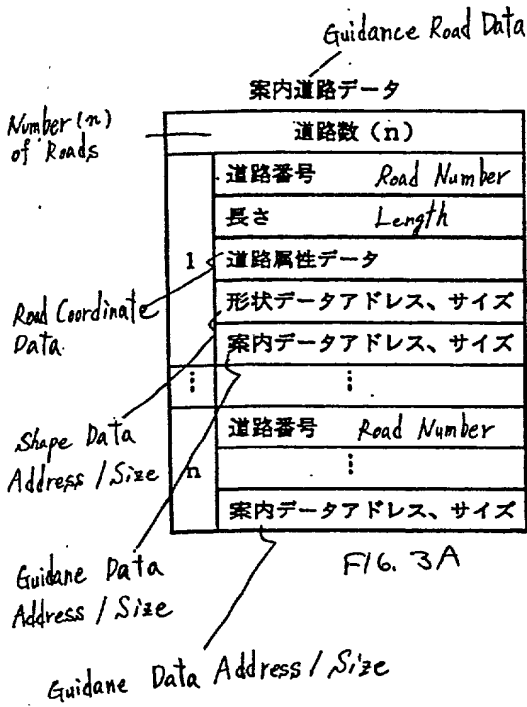 Guidance Road Data
案内道路データ
Number (n)
of Roads
道路数（n）
道路番号 Road Number
長さ Length
1
道路属性データ
Road Coordinate
Data.
形状データアドレス、サイズ
案内データアドレス、サイズ
⋮ ⋮
Shape Data
Address / Size
道路番号 Road Number
n
⋮
案内データアドレス、サイズ
FIG. 3A
Guidane Data
Address / Size
Guidane Data Address / Size